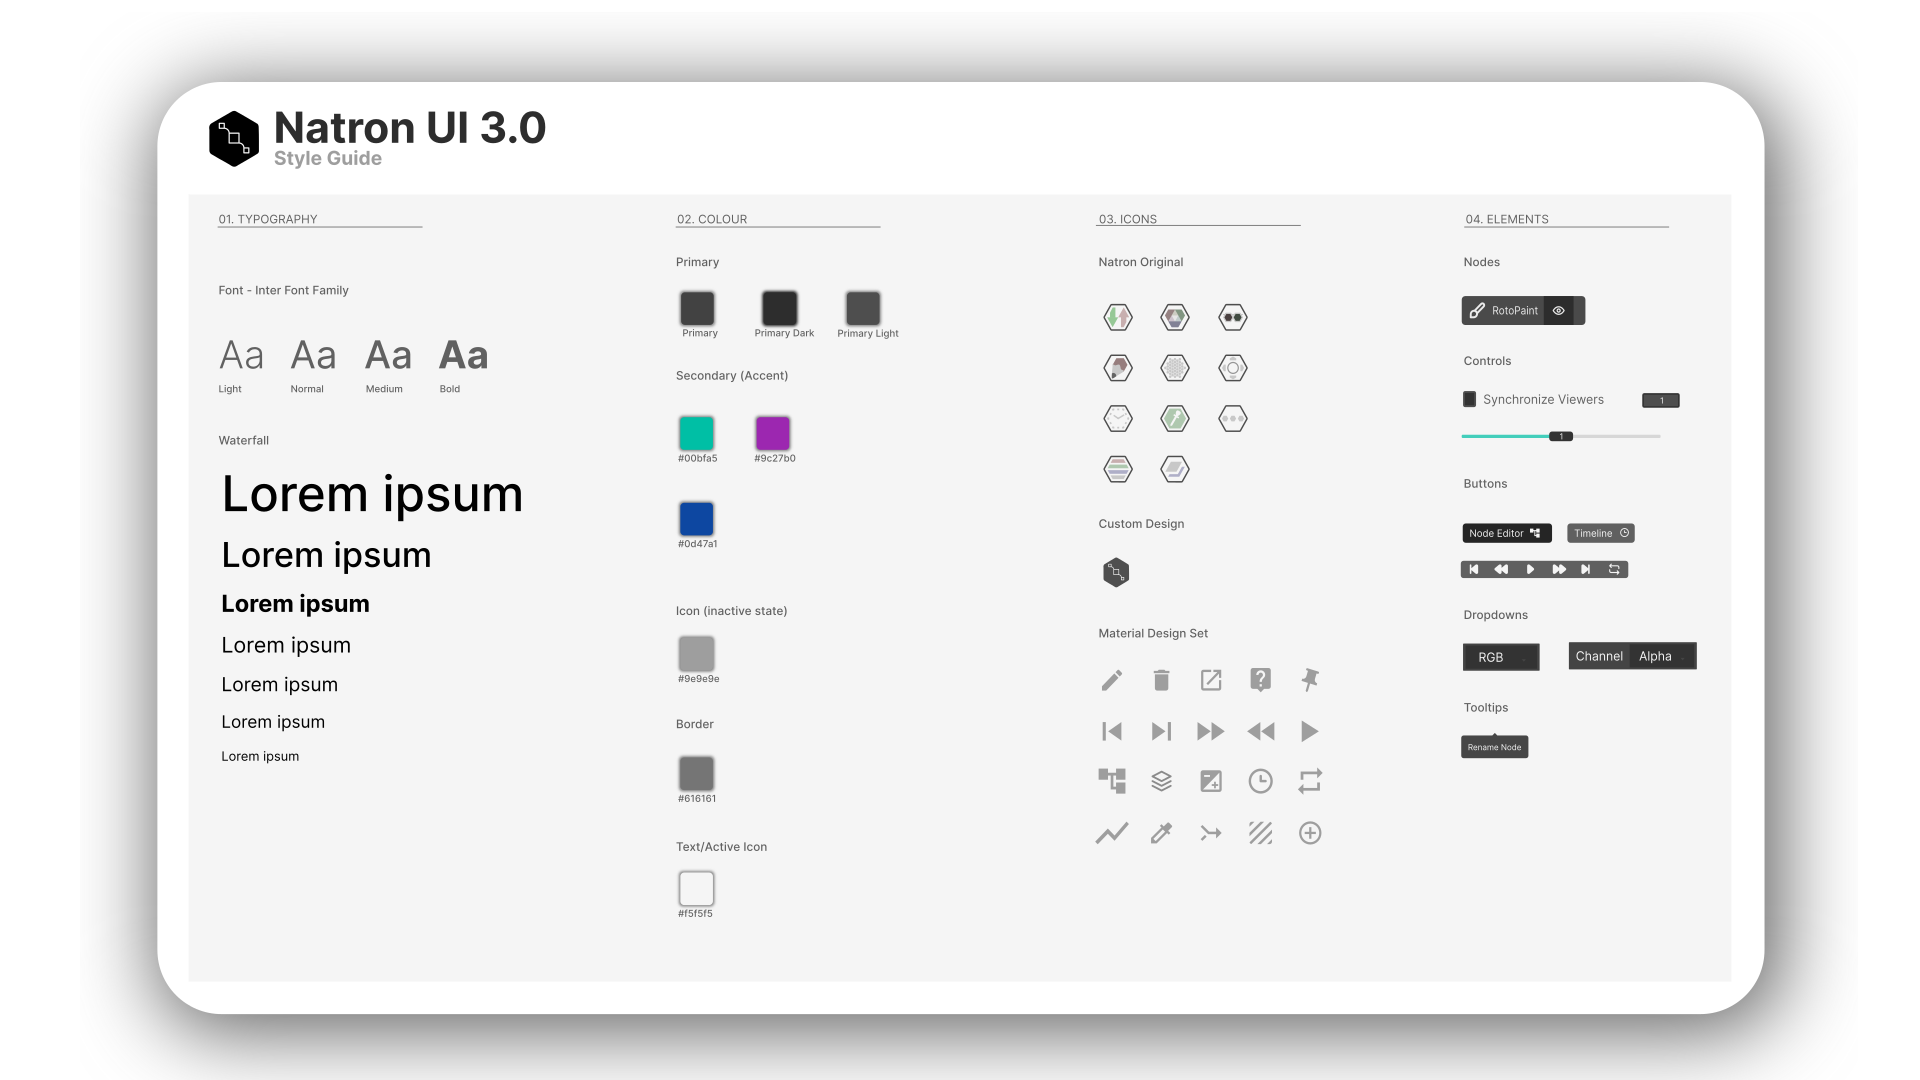 Natron UI 3.0
Style Guide
01. TYPOGRAPHY
Font - Inter Font Family
Aa Aa Aa Aa
Light Normal Medium Bold
Waterfall
Lorem ipsum
Lorem ipsum
Lorem ipsum
Lorem ipsum
Lorem ipsum
Lorem ipsum
Lorem ipsum
02. COLOUR
Primary
Primary Primary Dark Primary Light
Secondary (Accent)
#00bfa5 #9c27b0
#0d47a1
Icon (inactive state)
#9e9e9e
Border
#616161
Text/Active Icon
#f5f5f5
03. ICONS
Natron Original
Custom Design
Material Design Set
04. ELEMENTS
Nodes
RotoPaint
Controls
Synchronize Viewers 1
1
Buttons
Node Editor Timeline
Dropdowns
RGB Channel Alpha
Tooltips
Rename Node